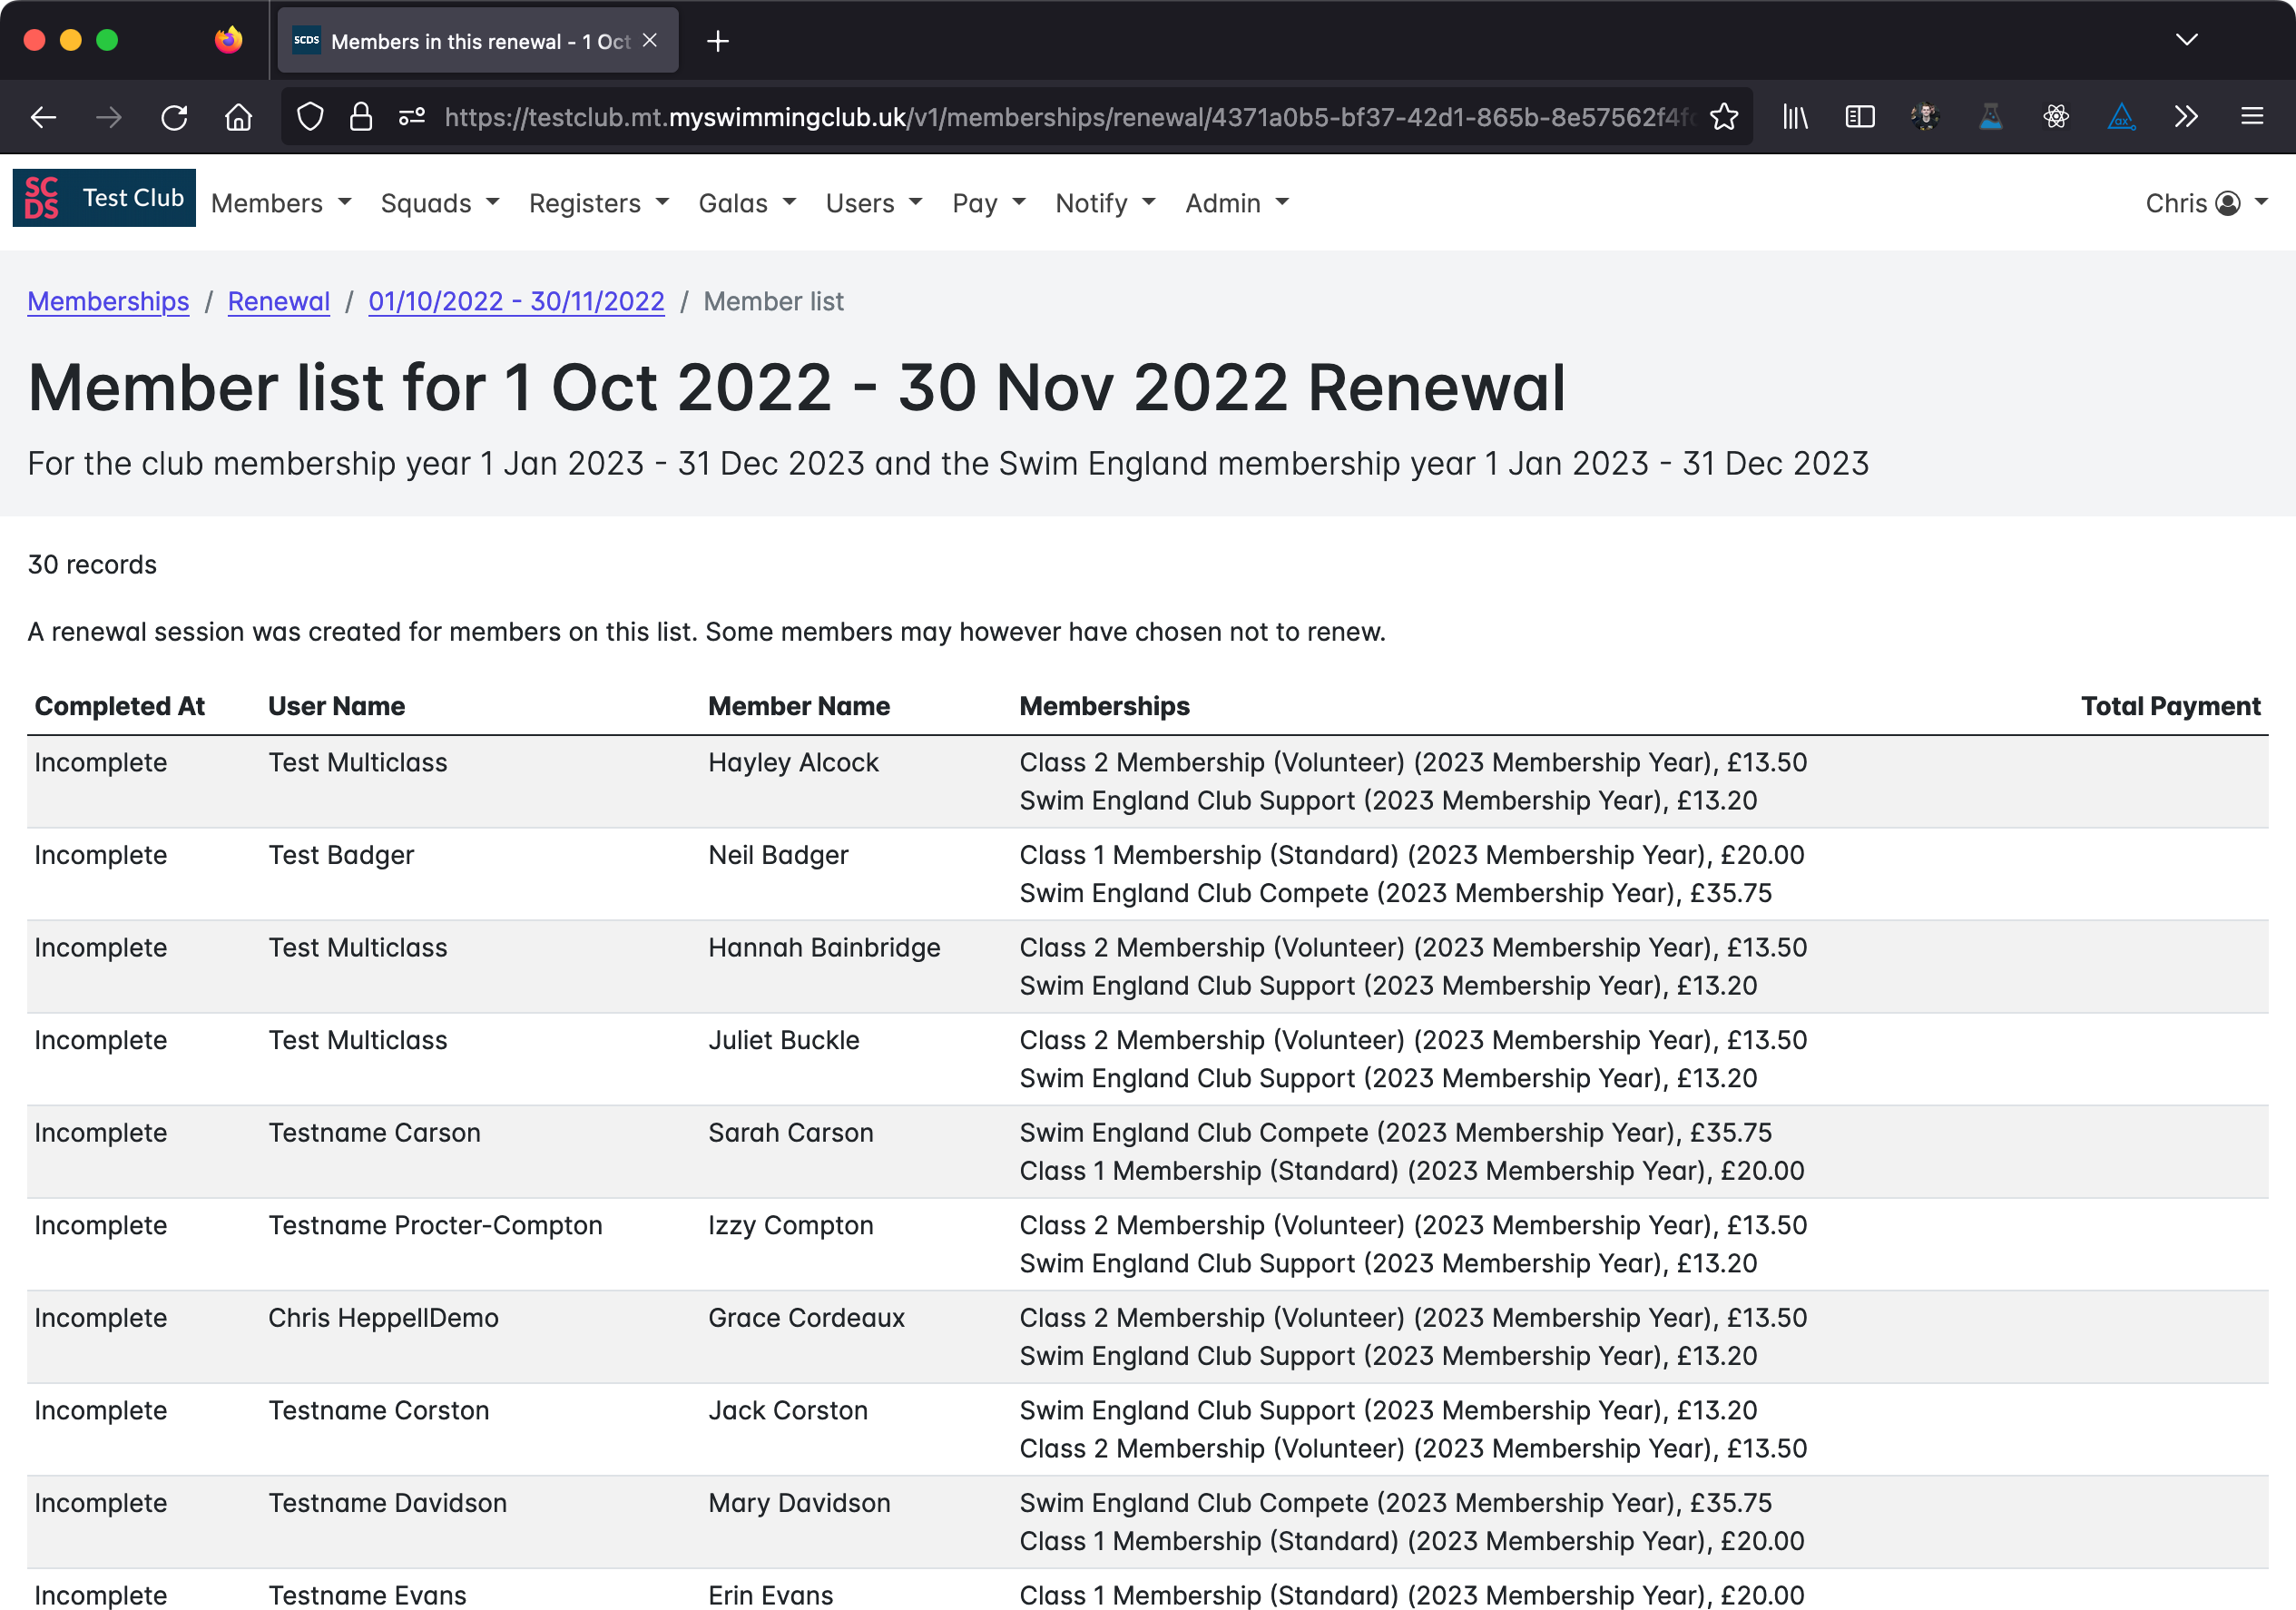 SCDS Members in this renewal - 1 Oct
https://testclub.mt.myswimmingclub.uk/v1/memberships/renewal/4371a0b5-bf37-42d1-865b-8e57562f4f
SCDS Test Club Members Squads Registers Galas Users Pay Notify Admin Chris
Memberships / Renewal / 01/10/2022 - 30/11/2022 / Member list
Member list for 1 Oct 2022 - 30 Nov 2022 Renewal
For the club membership year 1 Jan 2023 - 31 Dec 2023 and the Swim England membership year 1 Jan 2023 - 31 Dec 2023
30 records
A renewal session was created for members on this list. Some members may however have chosen not to renew.
Completed At User Name Member Name Memberships Total Payment
Incomplete Test Multiclass Hayley Alcock Class 2 Membership (Volunteer) (2023 Membership Year), £13.50
Swim England Club Support (2023 Membership Year), £13.20
Incomplete Test Badger Neil Badger Class 1 Membership (Standard) (2023 Membership Year), £20.00
Swim England Club Compete (2023 Membership Year), £35.75
Incomplete Test Multiclass Hannah Bainbridge Class 2 Membership (Volunteer) (2023 Membership Year), £13.50
Swim England Club Support (2023 Membership Year), £13.20
Incomplete Test Multiclass Juliet Buckle Class 2 Membership (Volunteer) (2023 Membership Year), £13.50
Swim England Club Support (2023 Membership Year), £13.20
Incomplete Testname Carson Sarah Carson Swim England Club Compete (2023 Membership Year), £35.75
Class 1 Membership (Standard) (2023 Membership Year), £20.00
Incomplete Testname Procter-Compton Izzy Compton Class 2 Membership (Volunteer) (2023 Membership Year), £13.50
Swim England Club Support (2023 Membership Year), £13.20
Incomplete Chris HeppellDemo Grace Cordeaux Class 2 Membership (Volunteer) (2023 Membership Year), £13.50
Swim England Club Support (2023 Membership Year), £13.20
Incomplete Testname Corston Jack Corston Swim England Club Support (2023 Membership Year), £13.20
Class 2 Membership (Volunteer) (2023 Membership Year), £13.50
Incomplete Testname Davidson Mary Davidson Swim England Club Compete (2023 Membership Year), £35.75
Class 1 Membership (Standard) (2023 Membership Year), £20.00
Incomplete Testname Evans Erin Evans Class 1 Membership (Standard) (2023 Membership Year), £20.00